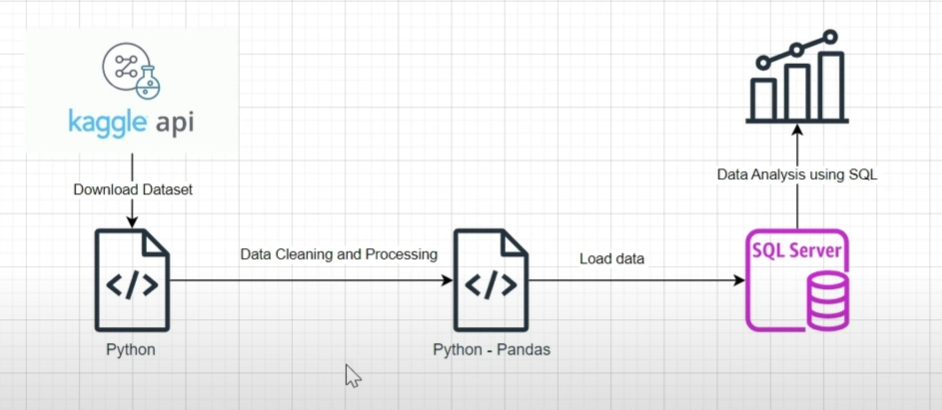 kaggle api
Download Dataset
</>
Python
Data Cleaning and Processing
</>
Python - Pandas
Load data
SQL Server
Data Analysis using SQL